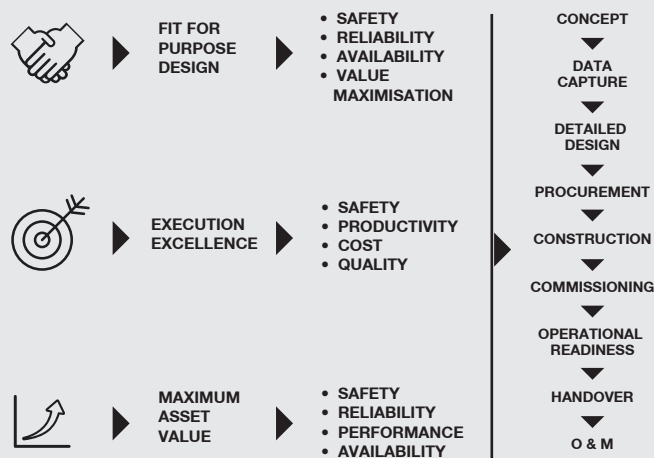 FIT FOR
PURPOSE
DESIGN
• SAFETY
• RELIABILITY
• AVAILABILITY
• VALUE
MAXIMISATION
EXECUTION
EXCELLENCE
• SAFETY
• PRODUCTIVITY
• COST
• QUALITY
MAXIMUM
ASSET
VALUE
• SAFETY
• RELIABILITY
• PERFORMANCE
• AVAILABILITY
CONCEPT
DATA
CAPTURE
DETAILED
DESIGN
PROCUREMENT
CONSTRUCTION
COMMISSIONING
OPERATIONAL
READINESS
HANDOVER
O & M